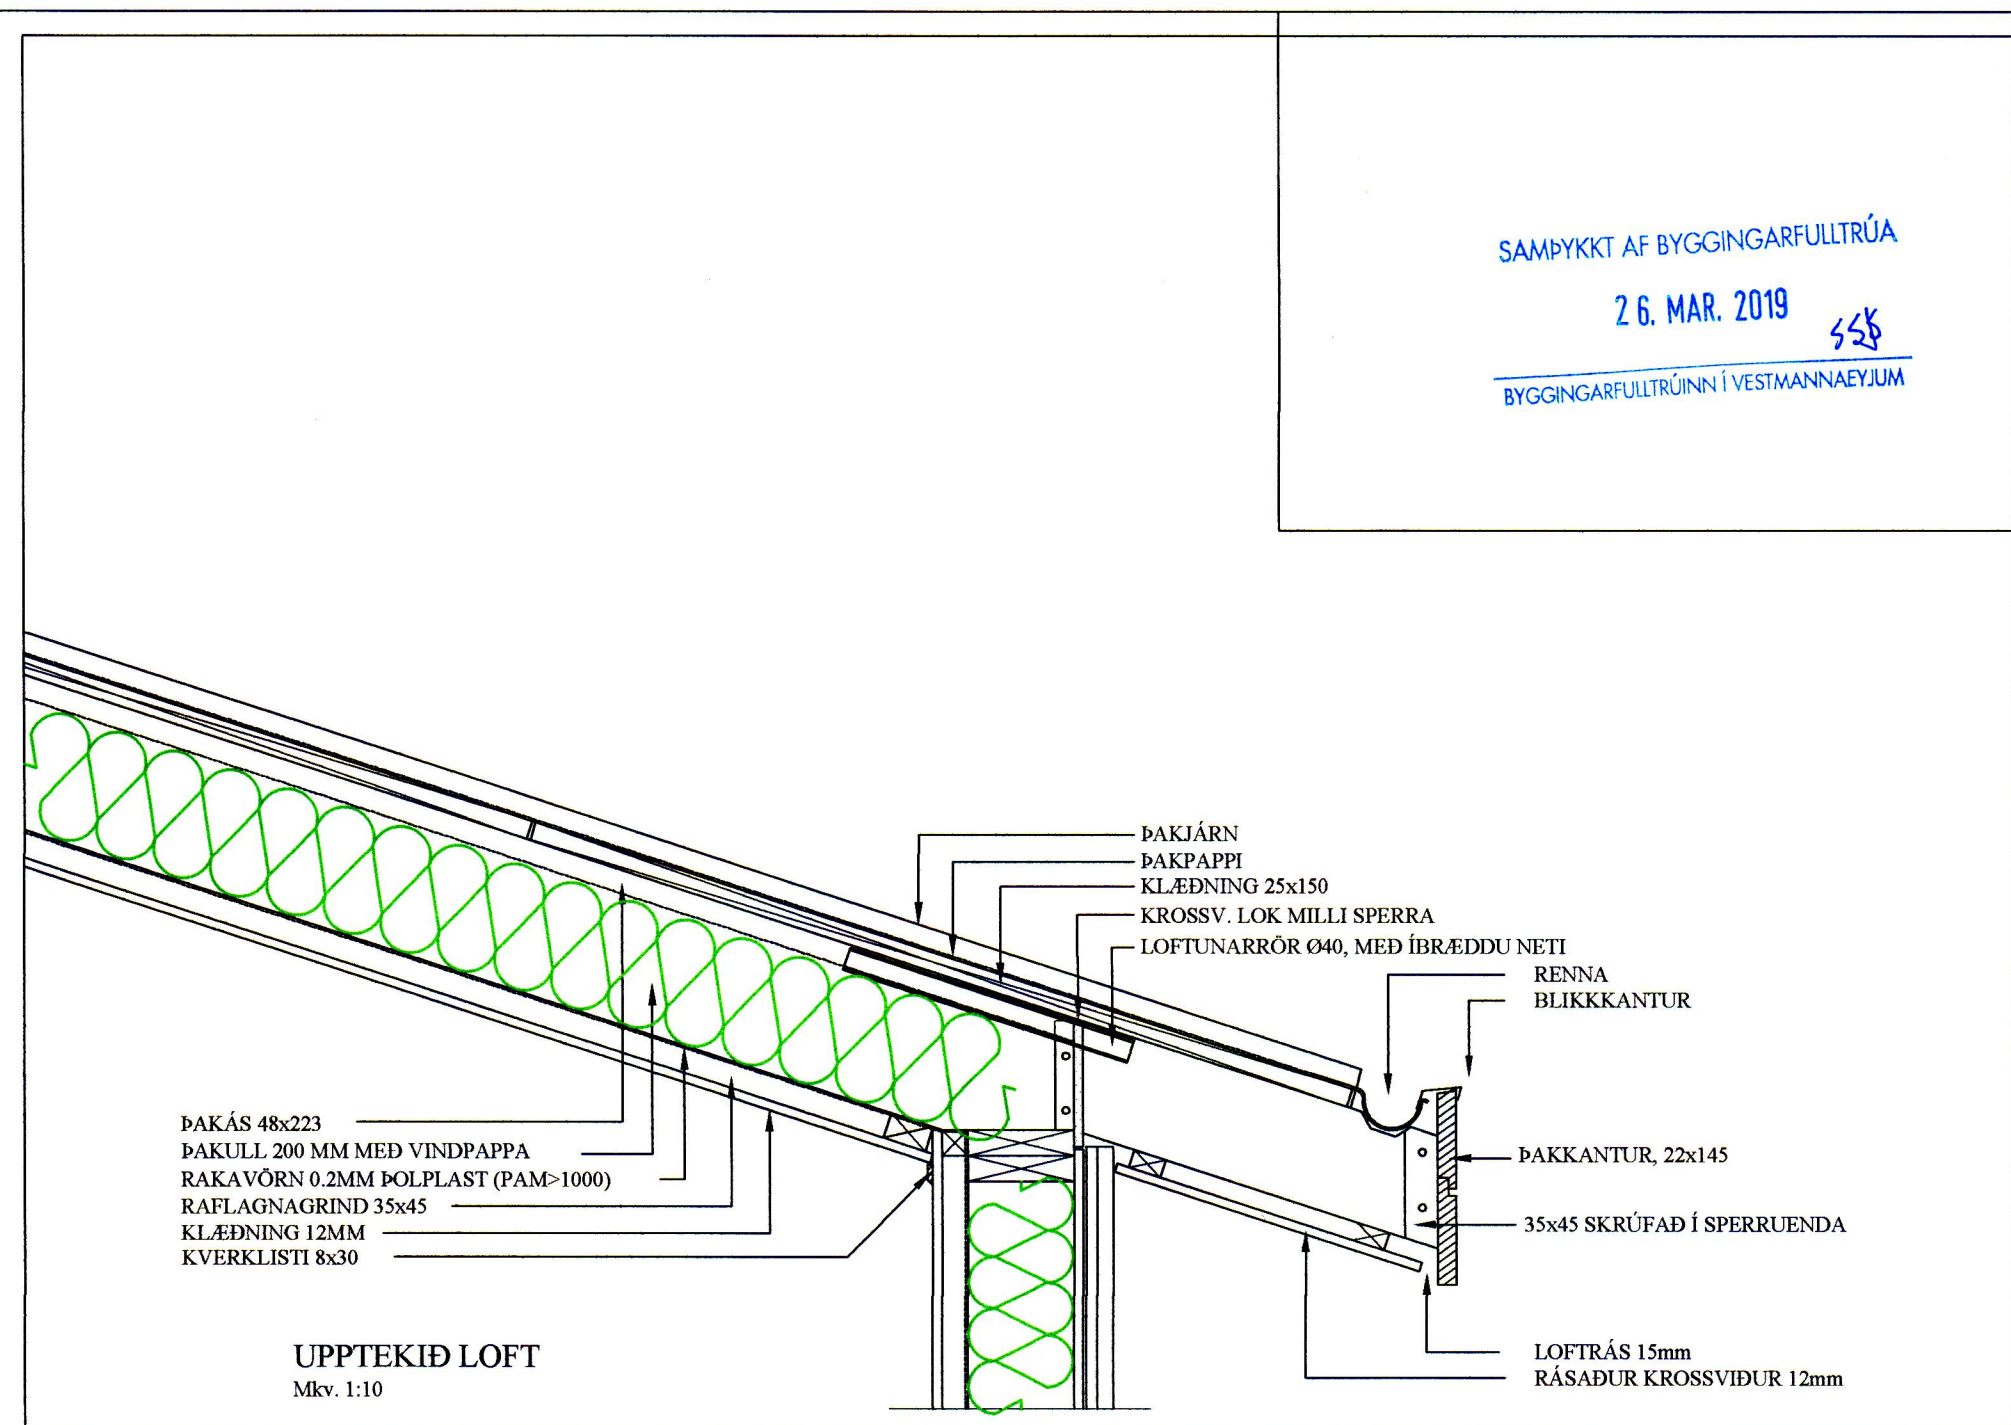 SAMÞYKKT AF BYGGINGARFULLTRÚA
26. MAR. 2019
SSÞ
BYGGINGARFULLTRÚINN Í VESTMANNAEYJUM
ÞAKJÁRN
ÞAKPAPPI
KLÆÐNING 25x150
KROSSV. LOK MILLI SPERRA
LOFTUNARRÖR Ø40, MEÐ ÍBRÆDDU NETI
RENNA
BLIKKKANTUR
ÞAKKANTUR, 22x145
35x45 SKRÚFAÐ Í SPERRUENDA
LOFTRÁS 15mm
RÁSAÐUR KROSSVIÐUR 12mm
ÞAKÁS 48x223
ÞAKULL 200 MM MEÐ VINDPAPPA
RAKAVÖRN 0.2MM ÞOLPLAST (PAM>1000)
RAFLAGNAGRIND 35x45
KLÆÐNING 12MM
KVERKLISTI 8x30
UPPTEKIÐ LOFT
Mkv. 1:10